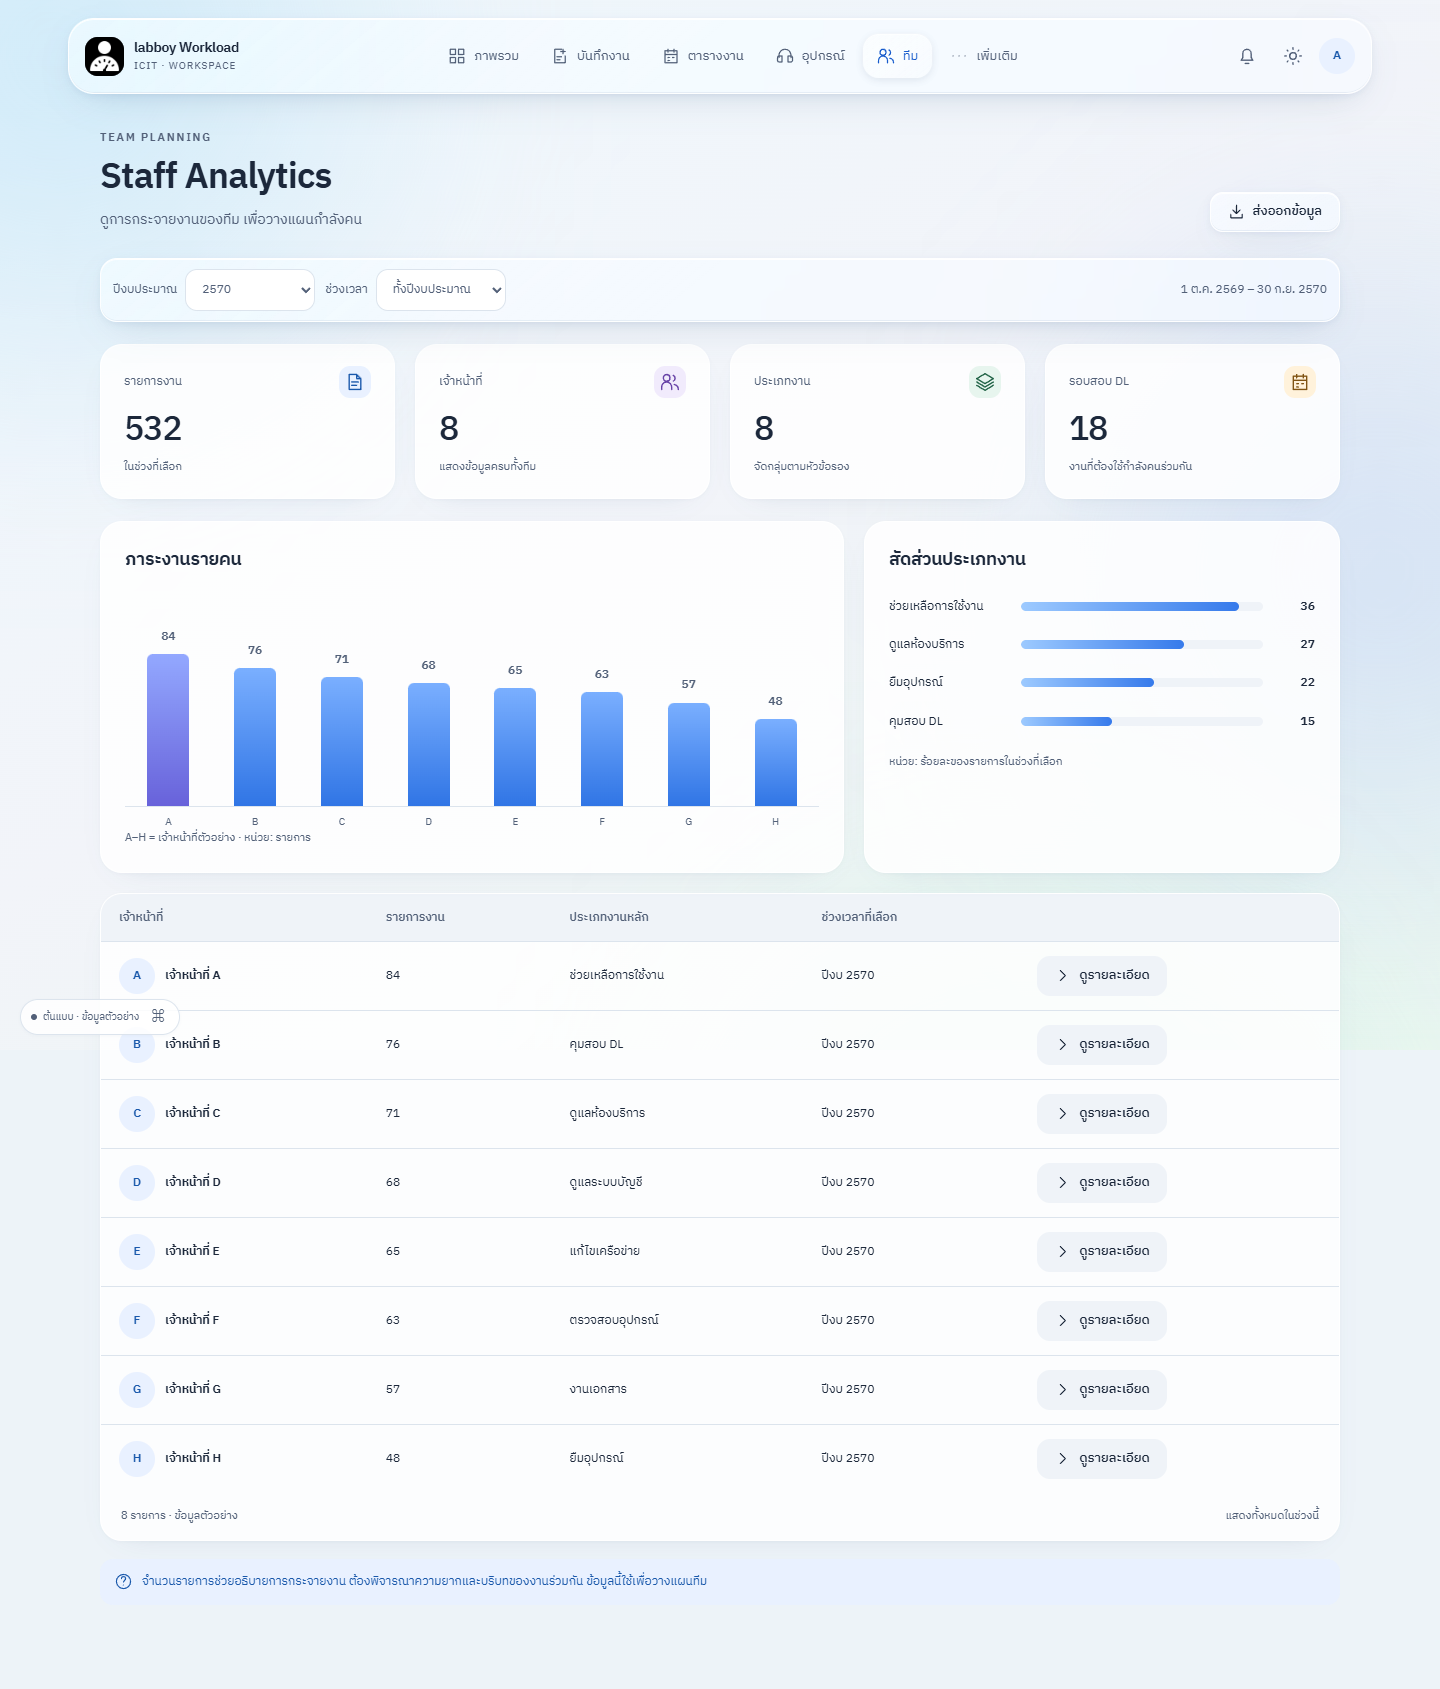 labboy Workload
ICIT · WORKSPACE
ภาพรวม
บันทึกงาน
ตารางงาน
อุปกรณ์
ทีม
··· เพิ่มเติม
A
TEAM PLANNING
Staff Analytics
ดูการกระจายงานของทีม เพื่อวางแผนกำลังคน
ส่งออกข้อมูล
ปีงบประมาณ 2570 ช่วงเวลา ทั้งปีงบประมาณ 1 ต.ค. 2569 – 30 ก.ย. 2570
รายการงาน
532
ในช่วงที่เลือก
เจ้าหน้าที่
8
แสดงข้อมูลครบทั้งทีม
ประเภทงาน
8
จัดกลุ่มตามหัวข้อรอง
รอบสอบ DL
18
งานที่ต้องใช้กำลังคนร่วมกัน
ภาระงานรายคน
84 76 71 68 65 63 57 48
A B C D E F G H
A–H = เจ้าหน้าที่ตัวอย่าง · หน่วย: รายการ
สัดส่วนประเภทงาน
ช่วยเหลือการใช้งาน 36
ดูแลห้องบริการ 27
ยืมอุปกรณ์ 22
คุมสอบ DL 15
หน่วย: ร้อยละของรายการในช่วงที่เลือก
เจ้าหน้าที่ รายการงาน ประเภทงานหลัก ช่วงเวลาที่เลือก
A เจ้าหน้าที่ A 84 ช่วยเหลือการใช้งาน ปีงบ 2570 ดูรายละเอียด
ต้นแบบ · ข้อมูลตัวอย่าง ⌘
B เจ้าหน้าที่ B 76 คุมสอบ DL ปีงบ 2570 ดูรายละเอียด
C เจ้าหน้าที่ C 71 ดูแลห้องบริการ ปีงบ 2570 ดูรายละเอียด
D เจ้าหน้าที่ D 68 ดูแลระบบบัญชี ปีงบ 2570 ดูรายละเอียด
E เจ้าหน้าที่ E 65 แก้ไขเครือข่าย ปีงบ 2570 ดูรายละเอียด
F เจ้าหน้าที่ F 63 ตรวจสอบอุปกรณ์ ปีงบ 2570 ดูรายละเอียด
G เจ้าหน้าที่ G 57 งานเอกสาร ปีงบ 2570 ดูรายละเอียด
H เจ้าหน้าที่ H 48 ยืมอุปกรณ์ ปีงบ 2570 ดูรายละเอียด
8 รายการ · ข้อมูลตัวอย่าง แสดงทั้งหมดในช่วงนี้
จำนวนรายการช่วยอธิบายการกระจายงาน ต้องพิจารณาความยากและบริบทของงานร่วมกัน ข้อมูลนี้ใช้เพื่อวางแผนทีม